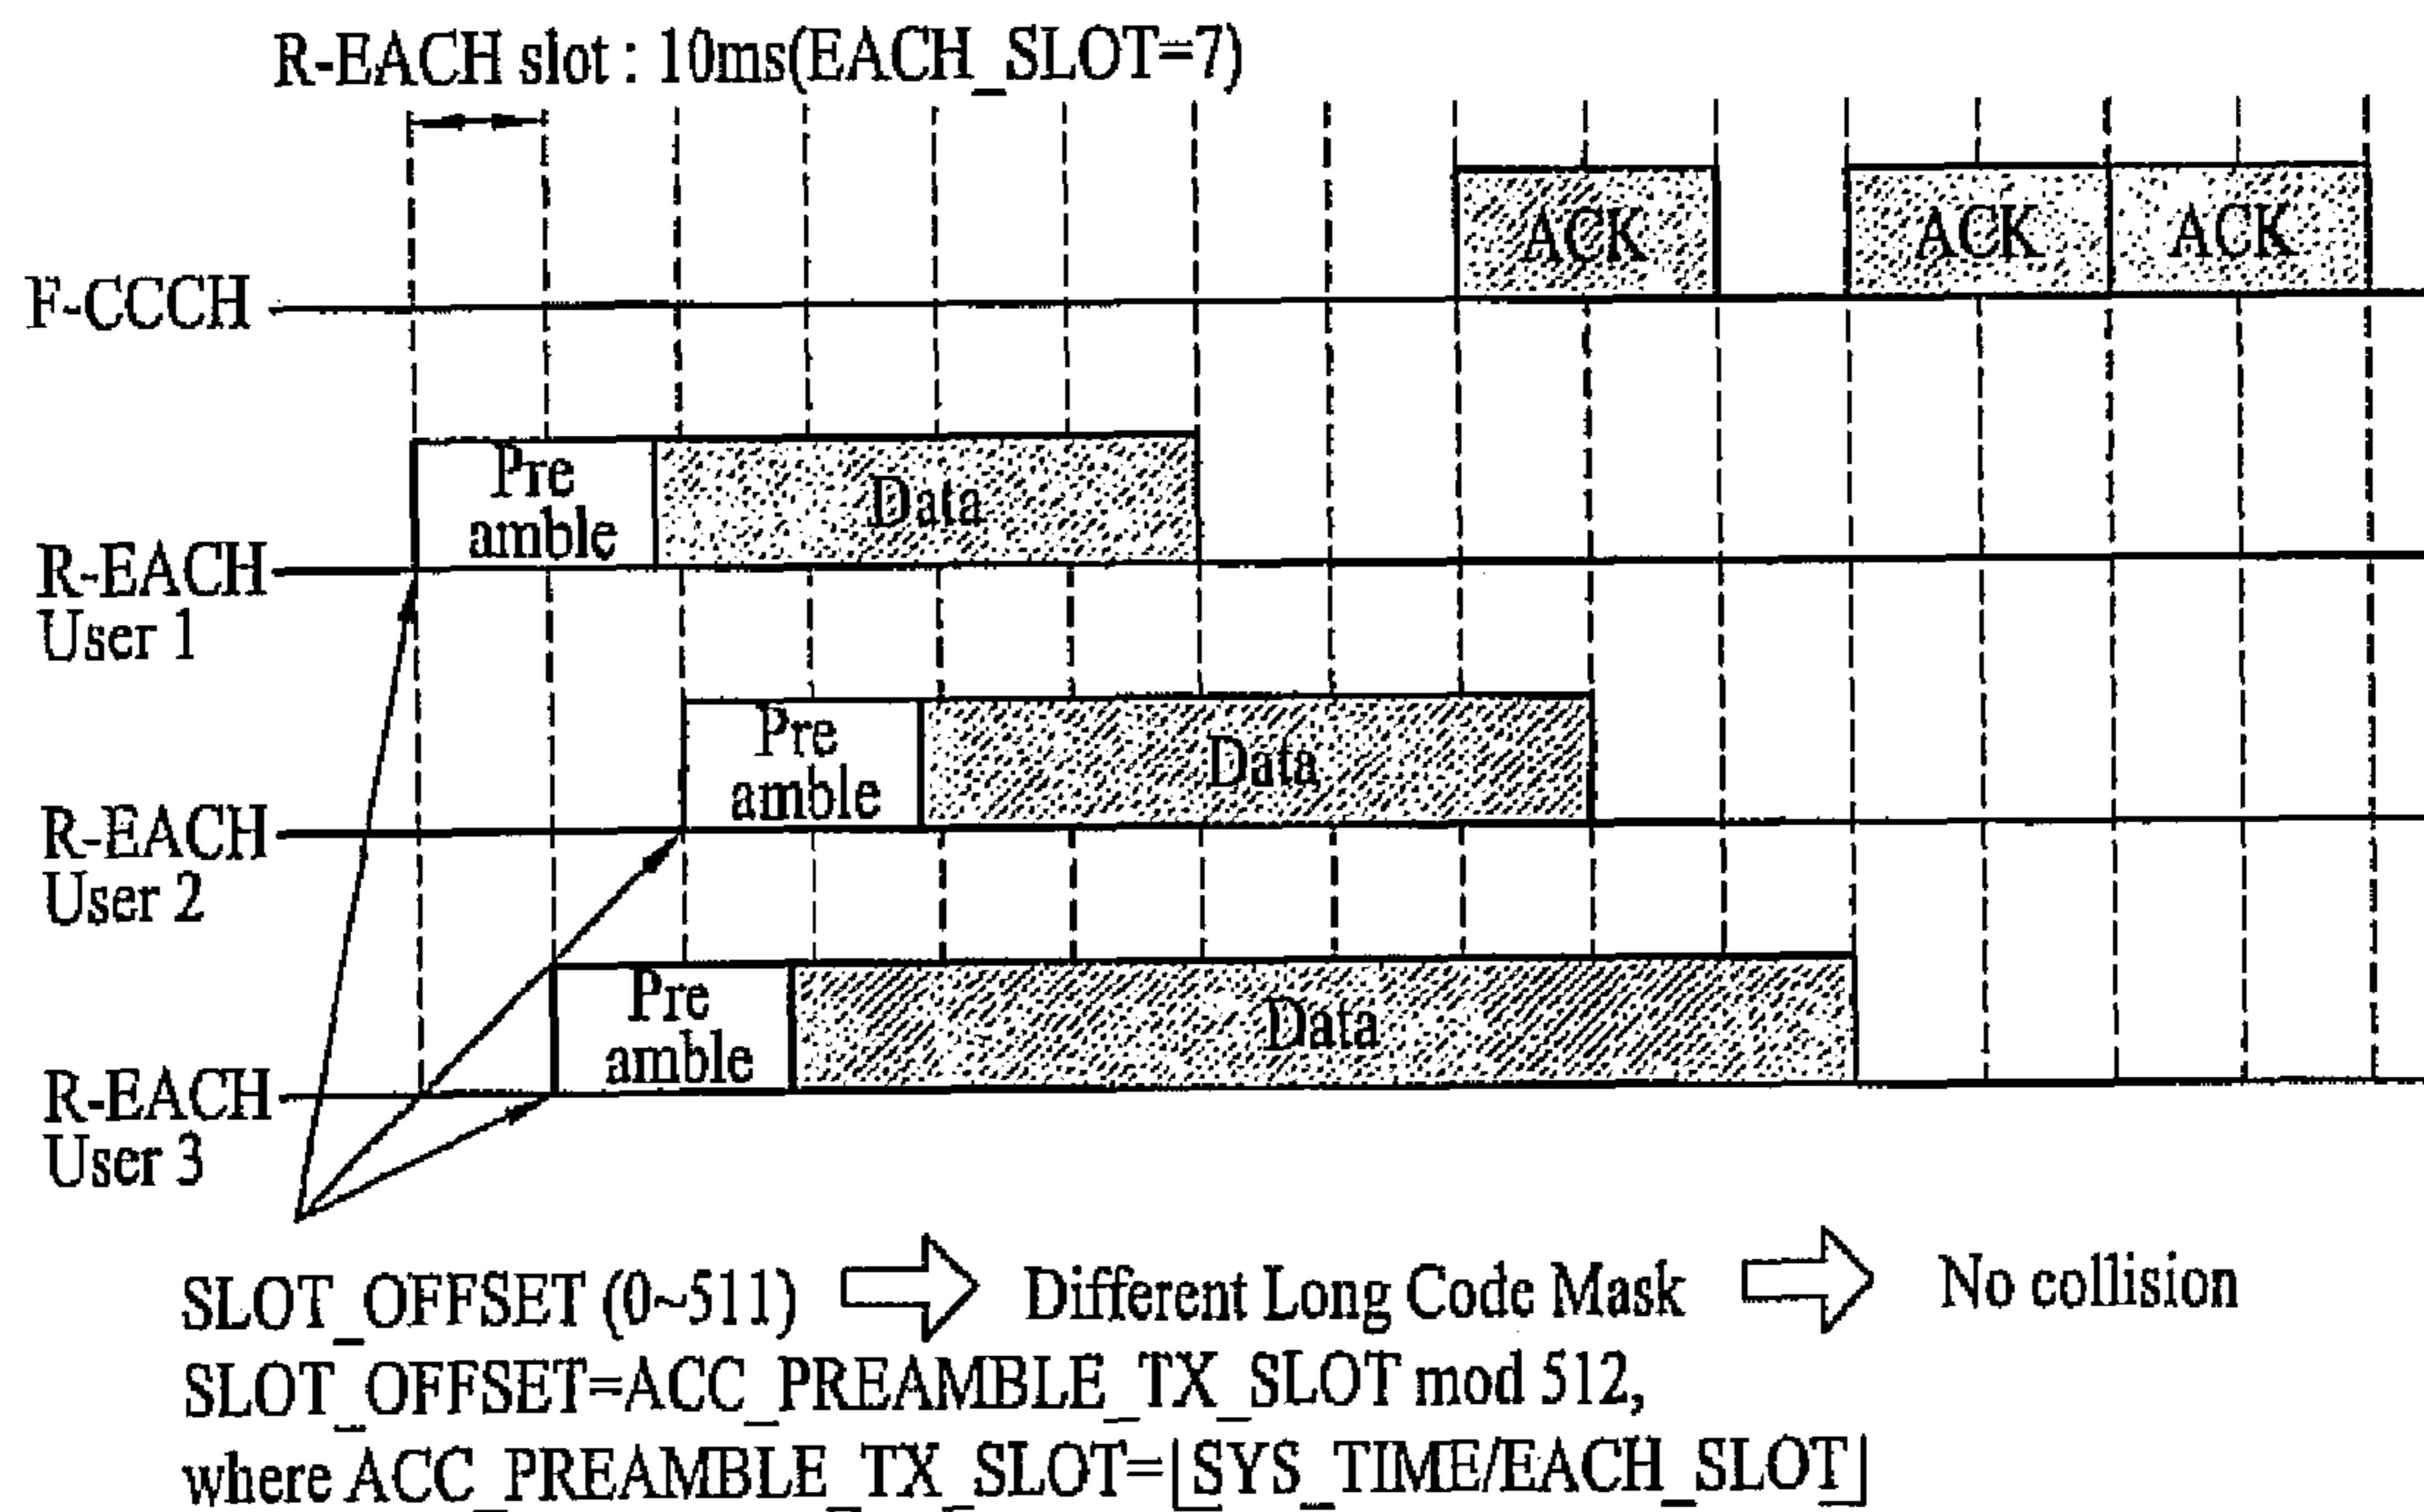 R-EACH slot : 10ms(EACH_SLOT=7)
ACK
ACK
ACK
F-CCCH
Pre
amble
Data
R-EACH
User 1
Pre
amble
Data
R-EACH
User 2
Pre
amble
Data
R-EACH
User 3
SLOT_OFFSET (0~511)
Different Long Code Mask
No collision
SLOT_OFFSET=ACC_PREAMBLE_TX_SLOT mod 512,
where ACC_PREAMBLE_TX_SLOT=⌊SYS_TIME/EACH_SLOT⌋